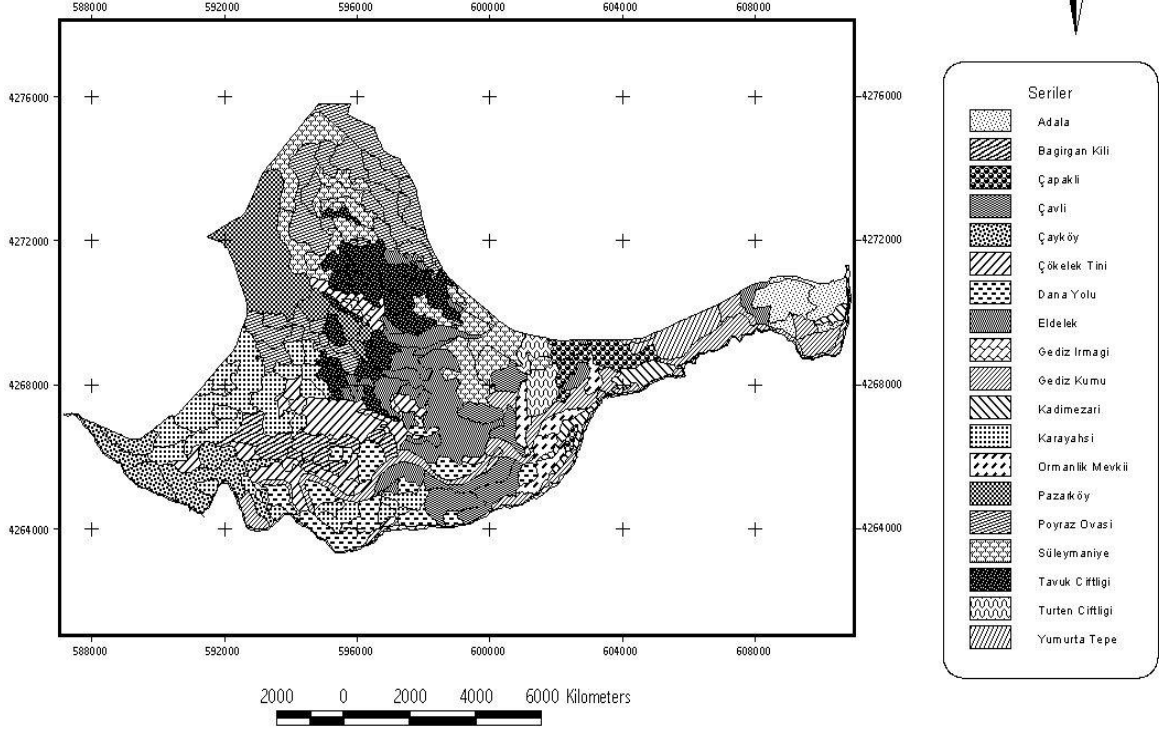 588000 592000 596000 600000 604000 608000
4276000 4276000
4272000 4272000
4268000 4268000
4264000 4264000
588000 592000 596000 600000 604000 608000
2000 0 2000 4000 6000 Kilometers
Seriler
Adala
Bagirgan Kili
Çapakli
Çavli
Çayköy
Çökelek Tini
Dana Yolu
Eldelek
Gediz Irmagi
Gediz Kumu
Kadimezari
Karayahsi
Ormanlik Mevkii
Pazarköy
Poyraz Ovasi
Süleymaniye
Tavuk Ciftligi
Turten Ciftligi
Yumurta Tepe